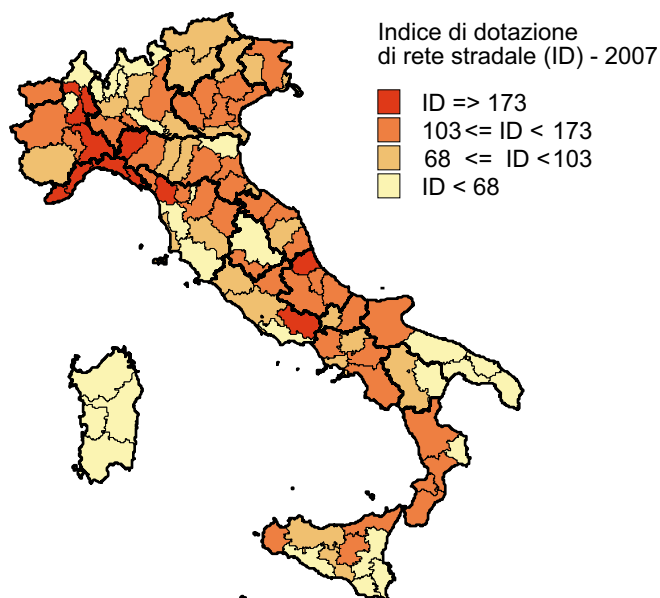 Indice di dotazione
di rete stradale (ID) - 2007
ID => 173
103 <= ID < 173
68 <= ID <103
ID < 68